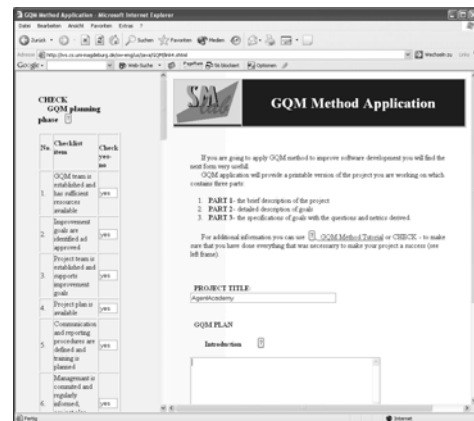 GQM Method Application - Microsoft Internet Explorer
Datei Bearbeiten Ansicht Favoriten Extras ?
Zurück Suchen Favoriten Medien
Google Web-Suche PageRank Optionen
CHECK
GQM planning
phase ?
No. Checklist item Check yes-no
1. GQM team is established and has sufficient resources available yes
2. Improvement goals are identified ad approved yes
3. Project team is established and supports improvement goals yes
4. Project plan is available yes
5. Communication and reporting procedures are defined and training is planned yes
6. Management is commited and regularly informed, yes
SM lab
GQM Method Application
If you are going to apply GQM method to improve software development you will find the
next form very usefull.
GQM application will provide a printable version of the project you are working on which
contains three parts:
1. PART 1- the brief description of the project
2. PART 2- detailed description of goals
3. PART 3- the specifications of goals with the questions and metrics derived.
For additional information you can use ?, GQM Method Tutorial or CHECK - to make
sure that you have done everything that was necessary to make your project a success (see
left frame).
PROJECT TITLE:
AgentAcademy
GQM PLAN
Introduction ?
Fertig Internet